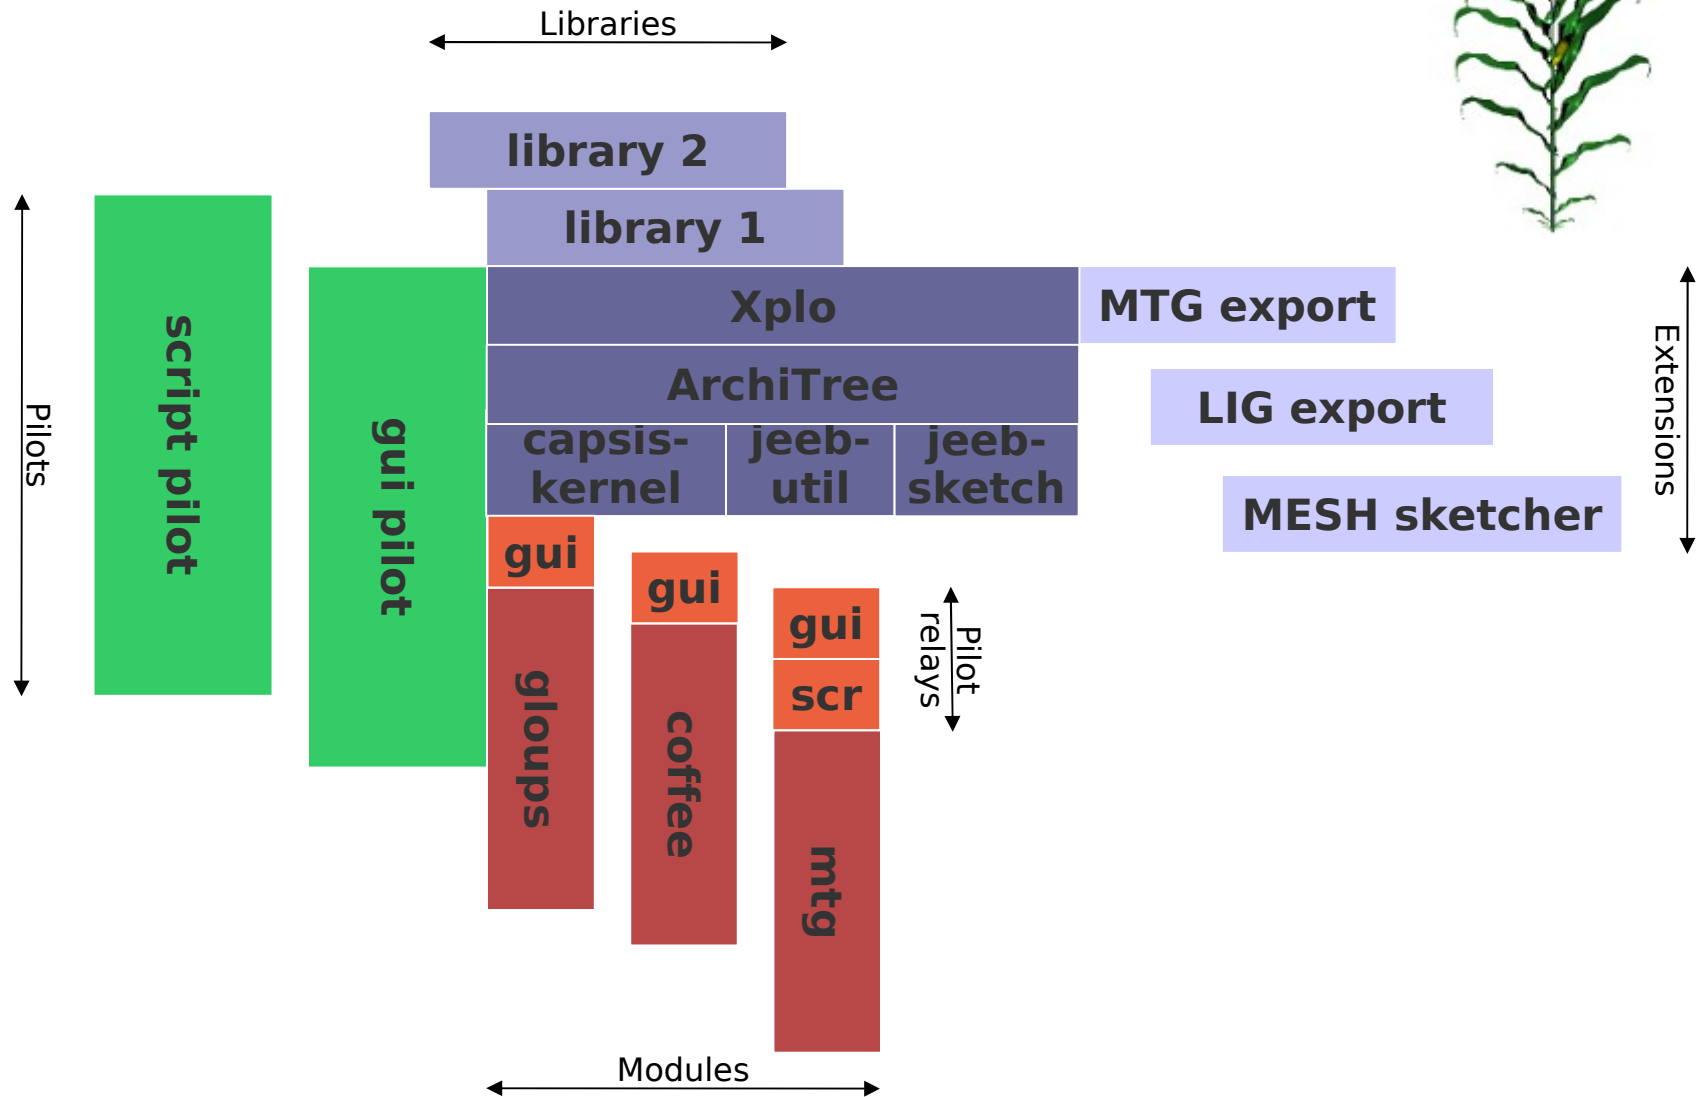 Libraries
library 2
library 1
Xplo
MTG export
ArchiTree
LIG export
capsis-
kernel
jeeb-
util
jeeb-
sketch
MESH sketcher
Extensions
Pilots
script pilot
gui pilot
gui
gloups
gui
coffee
gui
scr
mtg
Pilot
relays
Modules